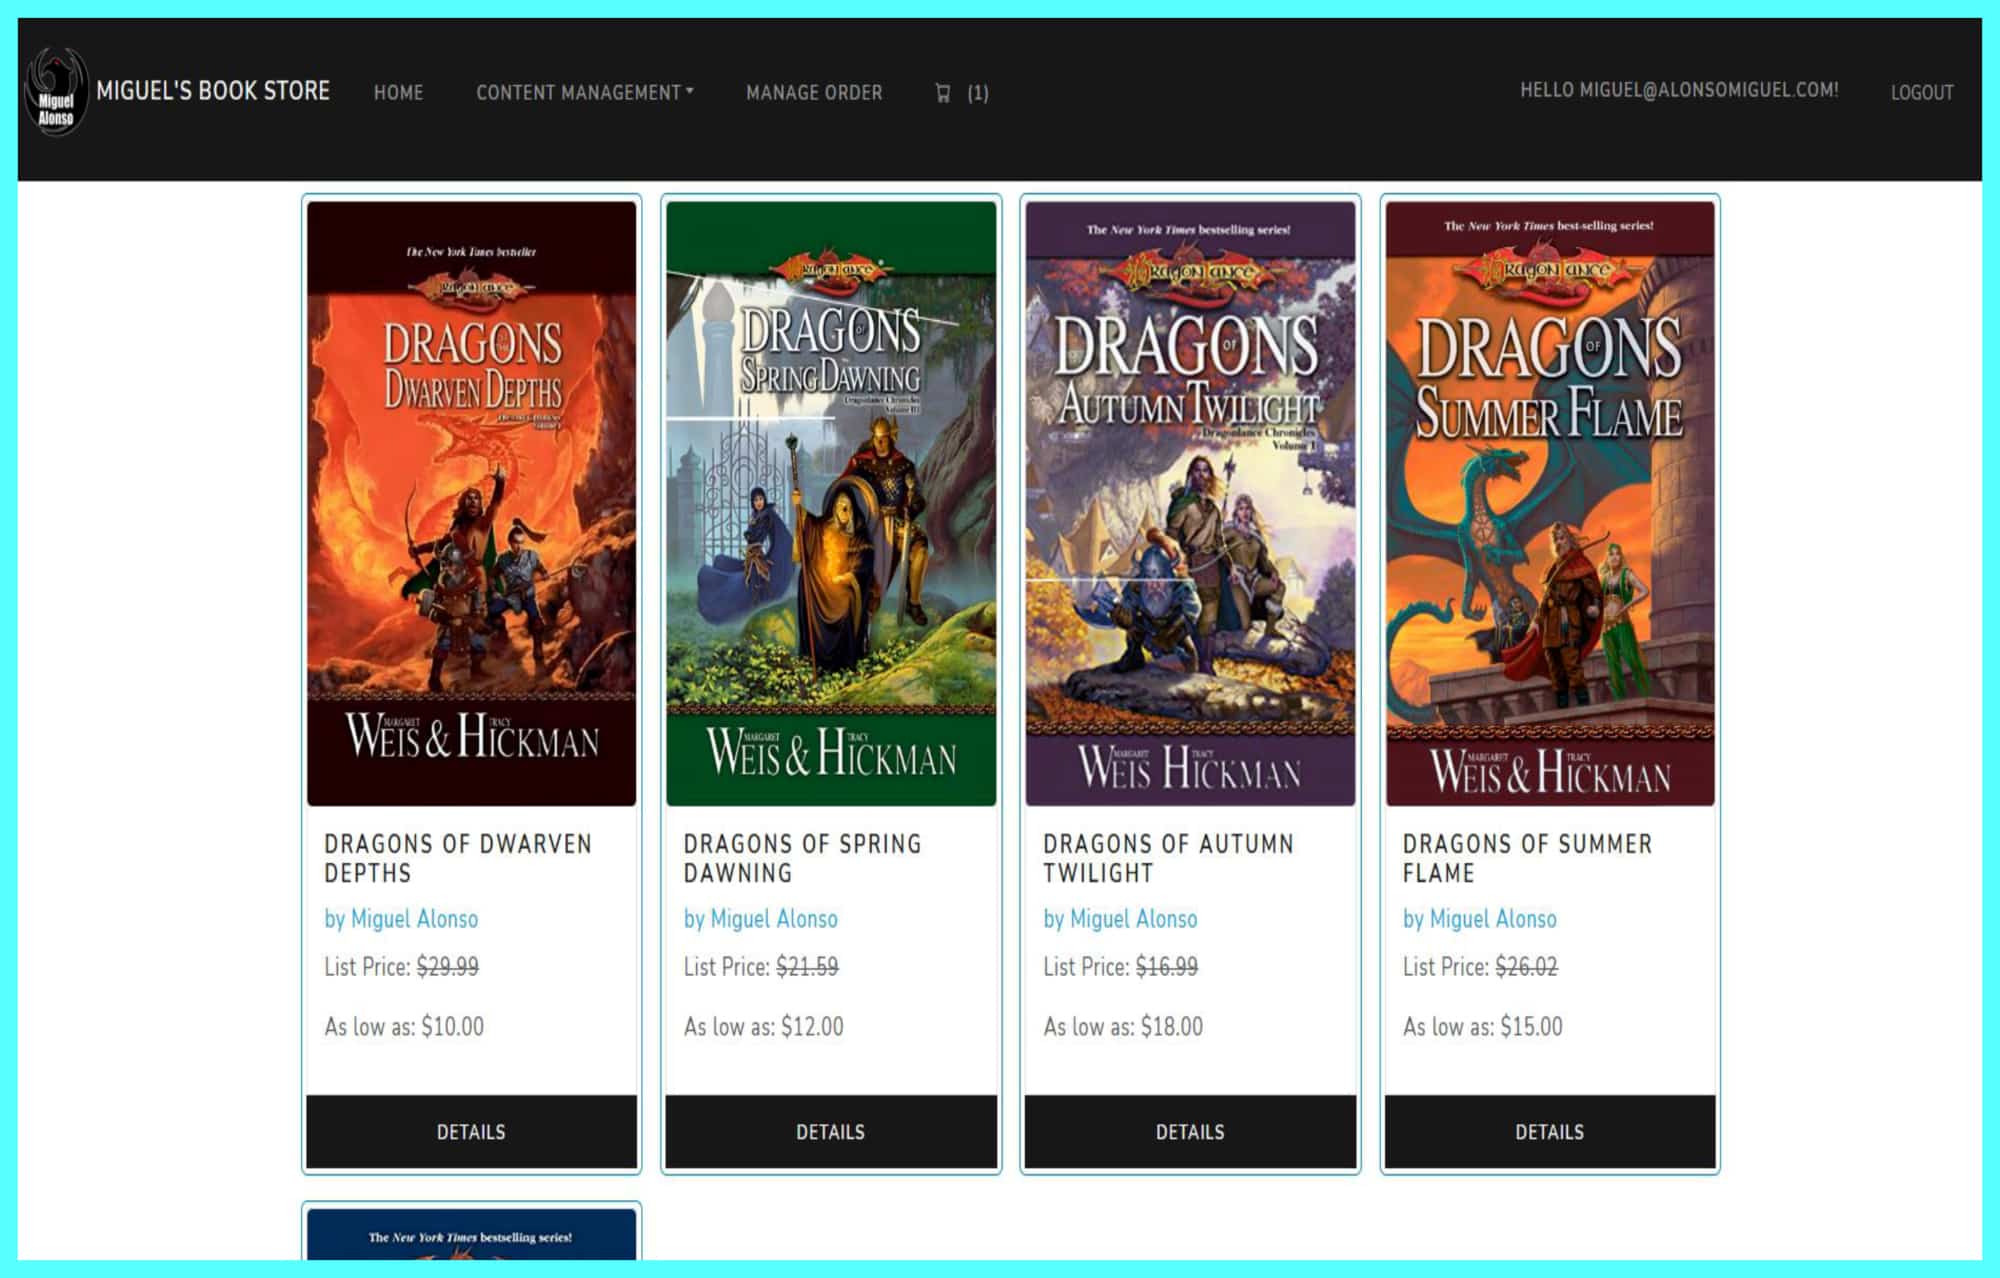 Miguel
Alonso
MIGUEL'S BOOK STORE
HOME
CONTENT MANAGEMENT
MANAGE ORDER
(1)
HELLO MIGUEL@ALONSOMIGUEL.COM!
LOGOUT
The New York Times bestseller
DRAGONLANCE
DRAGONS
OF THE
DWARVEN DEPTHS
MARGARET TRACY
WEIS & HICKMAN
DRAGONS OF DWARVEN
DEPTHS
by Miguel Alonso
List Price: $29.99
As low as: $10.00
DETAILS
DRAGONLANCE
DRAGONS
OF
SPRING DAWNING
Dragonlance Chronicles
Volume III
MARGARET TRACY
WEIS & HICKMAN
DRAGONS OF SPRING
DAWNING
by Miguel Alonso
List Price: $21.59
As low as: $12.00
DETAILS
The New York Times bestselling series!
DRAGONLANCE
DRAGONS
OF
AUTUMN TWILIGHT
Dragonlance Chronicles
Volume I
MARGARET TRACY
WEIS HICKMAN
DRAGONS OF AUTUMN
TWILIGHT
by Miguel Alonso
List Price: $16.99
As low as: $18.00
DETAILS
The New York Times best-selling series!
DRAGONLANCE
DRAGONS
OF
SUMMER FLAME
MARGARET TRACY
WEIS & HICKMAN
DRAGONS OF SUMMER
FLAME
by Miguel Alonso
List Price: $26.02
As low as: $15.00
DETAILS
The New York Times bestselling series!